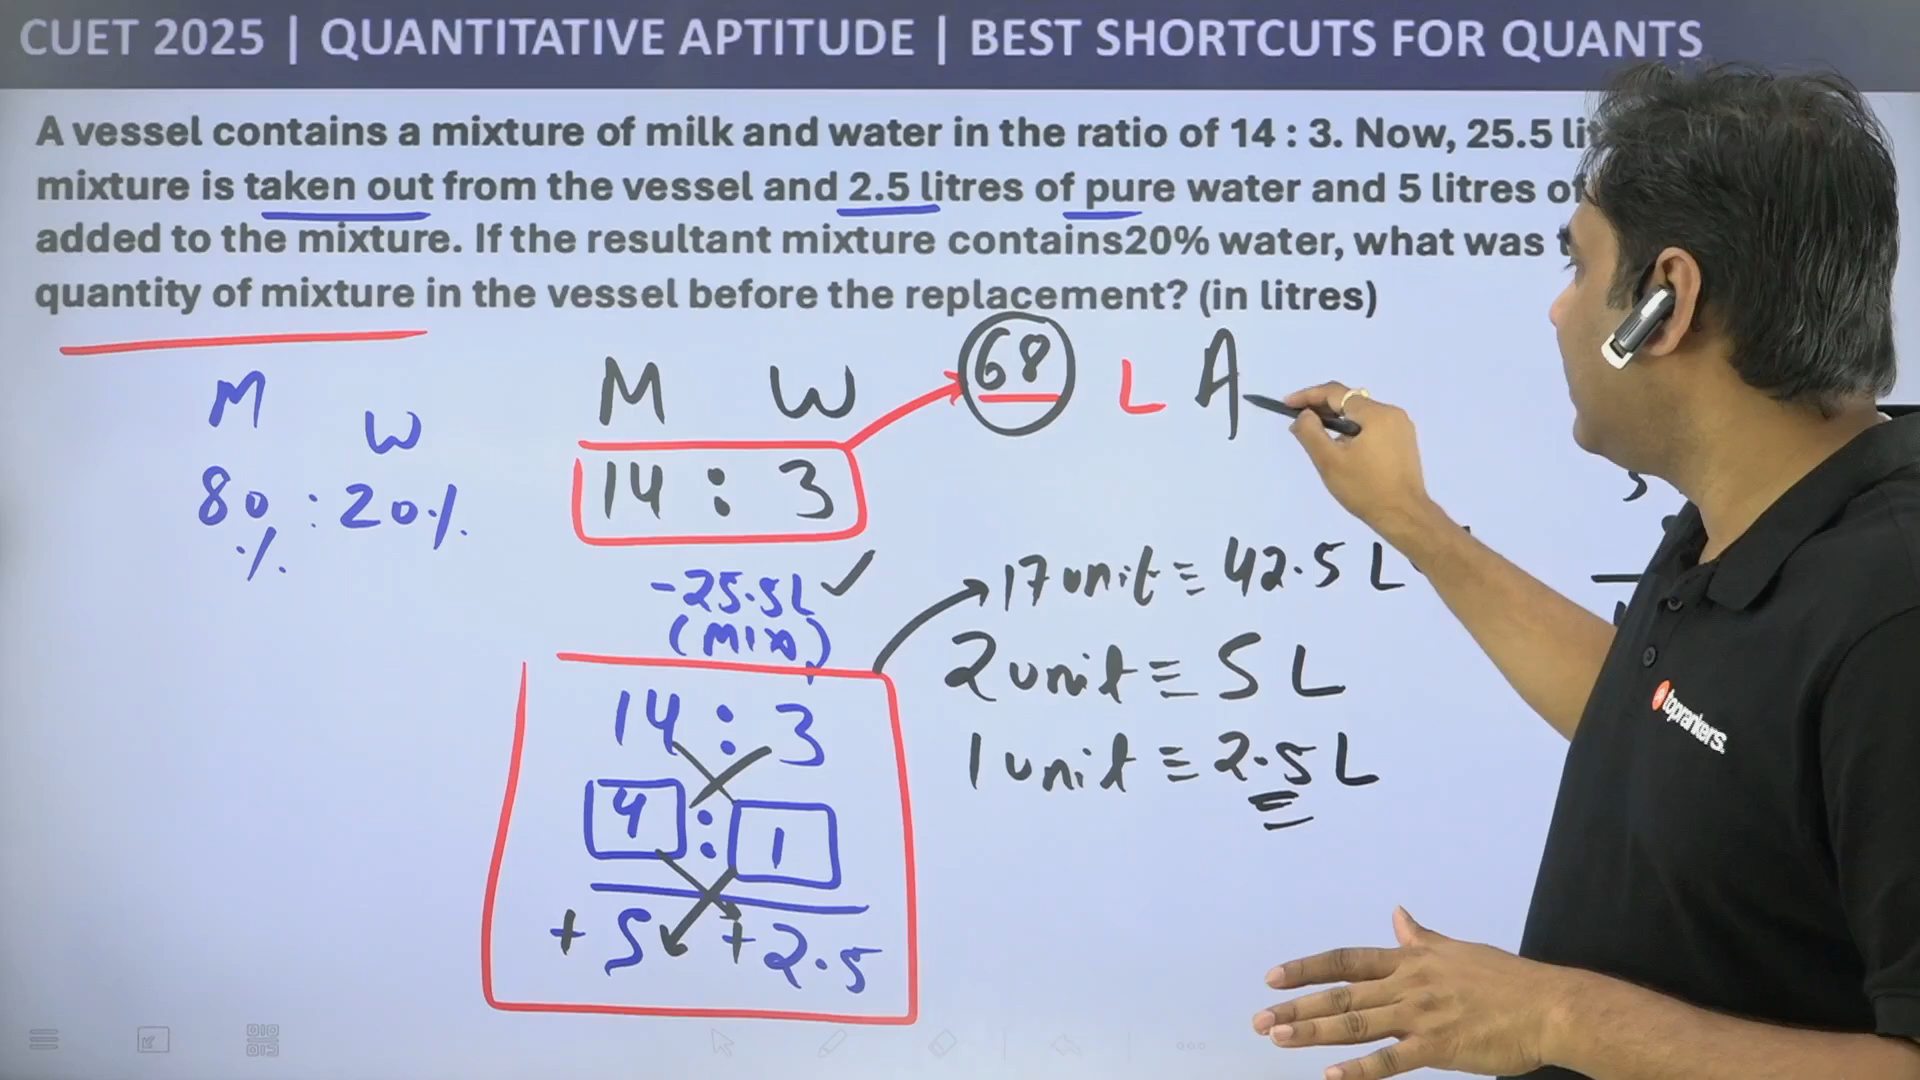 CUET 2025 | QUANTITATIVE APTITUDE | BEST SHORTCUTS FOR QUANTS
A vessel contains a mixture of milk and water in the ratio of 14 : 3. Now, 25.5
mixture is taken out from the vessel and 2.5 litres of pure water and 5 litres of
added to the mixture. If the resultant mixture contains20% water, what was
quantity of mixture in the vessel before the replacement? (in litres)
M W
80% : 20%
M W
14 : 3
68 L A
-25.5L ✓
(Mix)
14 : 3
4 : 1
+ 5 + 2.5
17 unit ≡ 42.5 L
2 unit ≡ 5 L
1 unit ≡ 2.5 L
toprankers.